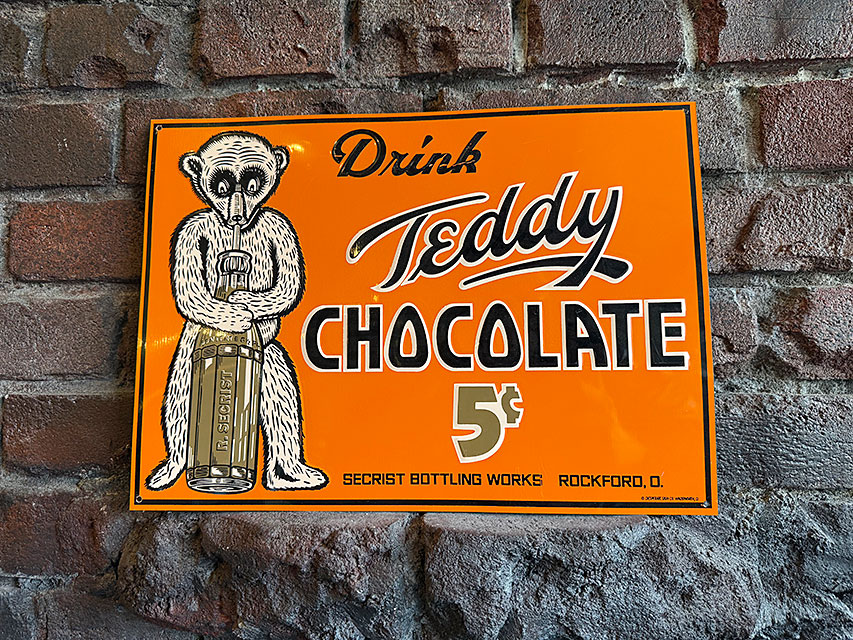 Drink
Teddy
CHOCOLATE
5¢
R. SECRIST
SECRIST BOTTLING WORKS ROCKFORD, O.